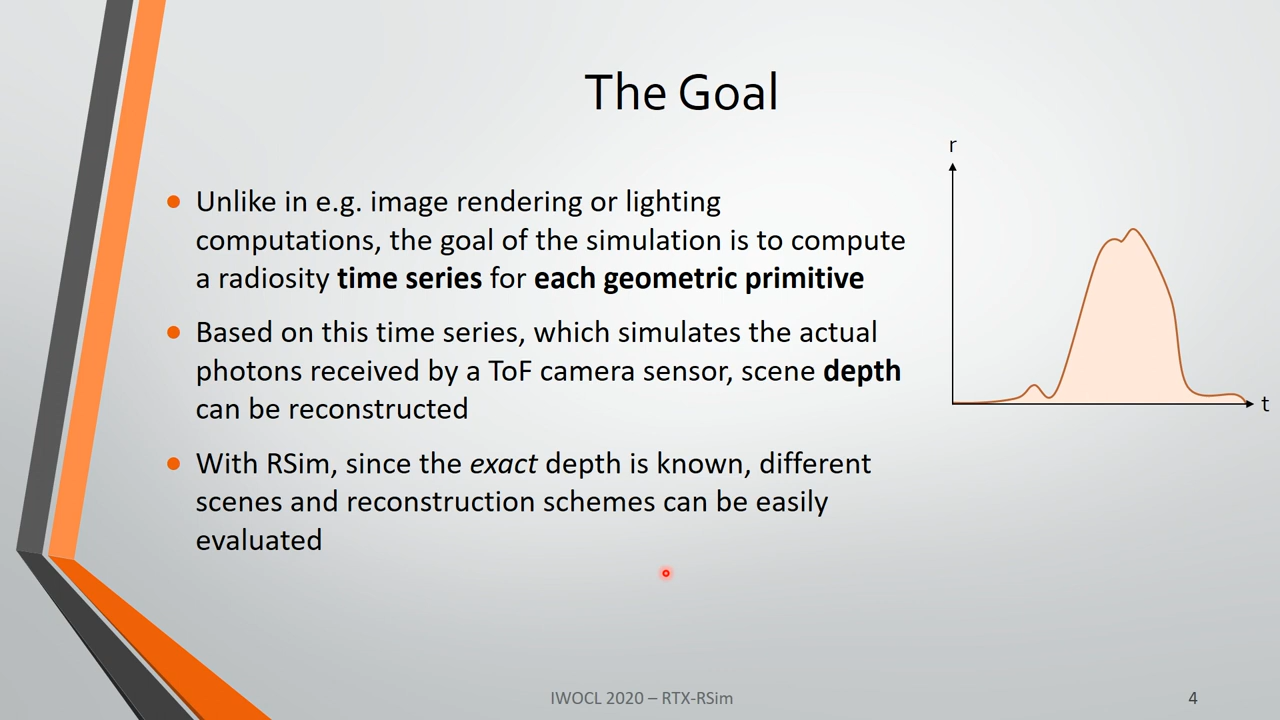 The Goal
r
Unlike in e.g. image rendering or lighting
computations, the goal of the simulation is to compute
a radiosity time series for each geometric primitive
Based on this time series, which simulates the actual
photons received by a ToF camera sensor, scene depth
can be reconstructed
t
With RSim, since the exact depth is known, different
scenes and reconstruction schemes can be easily
evaluated
IWOCL 2020 – RTX-RSim
4